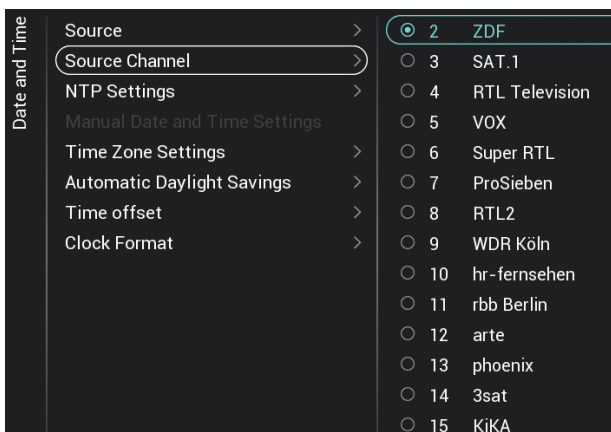 Date and Time
Source
Source Channel
NTP Settings
Manual Date and Time Settings
Time Zone Settings
Automatic Daylight Savings
Time offset
Clock Format
2 ZDF
3 SAT.1
4 RTL Television
5 VOX
6 Super RTL
7 ProSieben
8 RTL2
9 WDR Köln
10 hr-fernsehen
11 rbb Berlin
12 arte
13 phoenix
14 3sat
15 KiKA